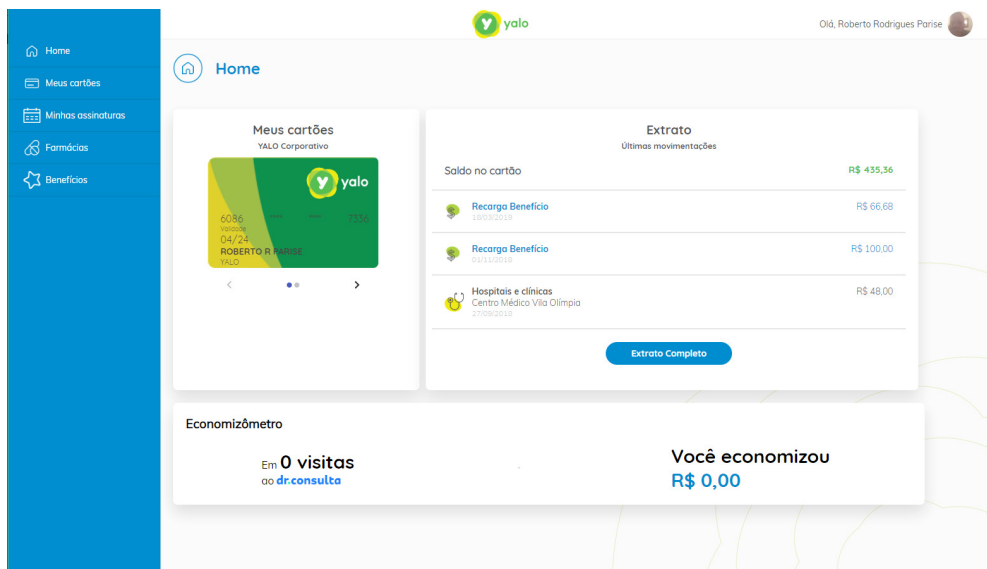 yalo
Olá, Roberto Rodrigues Parise
Home
Meus cartões
Minhas assinaturas
Farmácias
Benefícios
Home
Meus cartões
YALO Corporativo
yalo
6086 **** **** 7336
Validade
04/24
ROBERTO R PARISE
YALO
Extrato
Últimas movimentações
Saldo no cartão R$ 435,36
Recarga Benefício R$ 66,68
10/03/2019
Recarga Benefício R$ 100,00
01/11/2018
Hospitais e clínicas R$ 48,00
Centro Médico Vila Olímpia
27/09/2018
Extrato Completo
Economizômetro
Em 0 visitas
ao dr.consulta
Você economizou
R$ 0,00